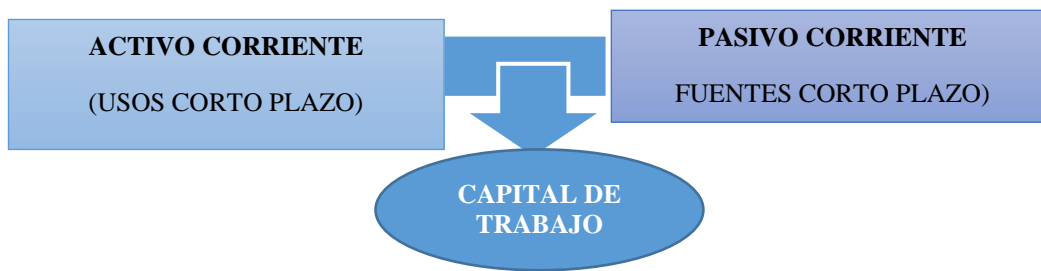 ACTIVO CORRIENTE
(USOS CORTO PLAZO)
PASIVO CORRIENTE
FUENTES CORTO PLAZO)
CAPITAL DE
TRABAJO